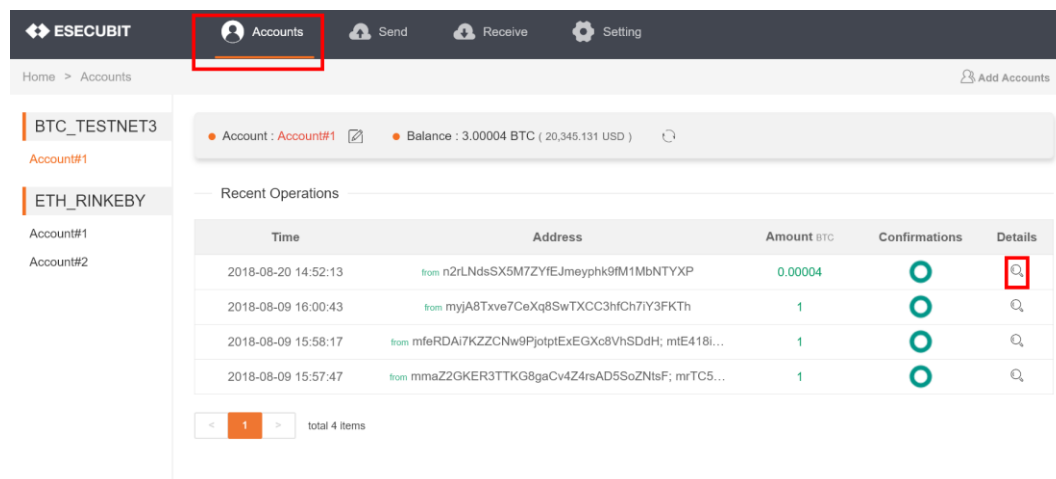 ESECUBIT Accounts Send Receive Setting
Home > Accounts Add Accounts
BTC_TESTNET3
Account#1
ETH_RINKEBY
Account#1
Account#2
Account : Account#1 Balance : 3.00004 BTC ( 20,345.131 USD )
Recent Operations
Time Address Amount BTC Confirmations Details
2018-08-20 14:52:13 from n2rLNdsSX5M7ZYfEJmeyphk9fM1MbNTYXP 0.00004
2018-08-09 16:00:43 from myjA8Txve7CeXq8SwTXCC3hfCh7iY3FKTh 1
2018-08-09 15:58:17 from mfeRDAi7KZZCNw9PjotptExEGXc8VhSDdH; mtE418i... 1
2018-08-09 15:57:47 from mmaZ2GKER3TTKG8gaCv4Z4rsAD5SoZNtsF; mrTC5... 1
< 1 > total 4 items